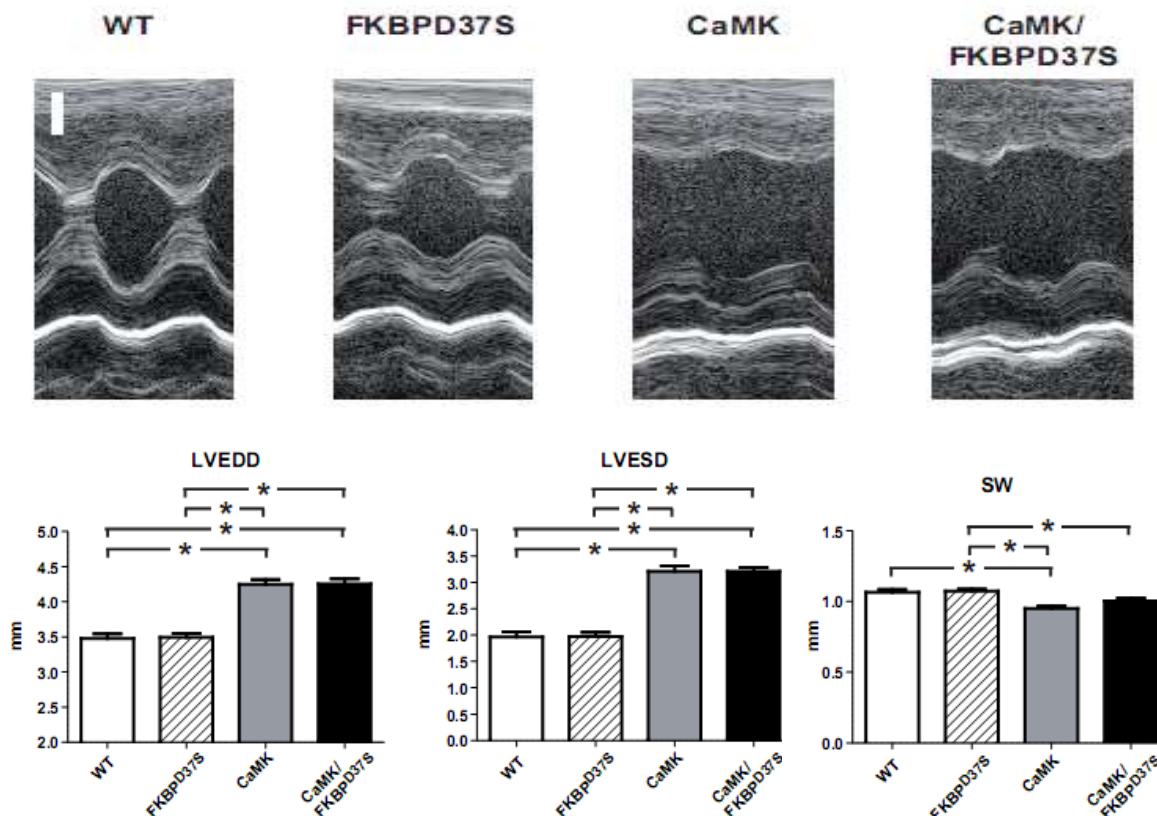 WT
FKBPD37S
CaMK
CaMK/
FKBPD37S
LVEDD
* 
*
*
*
mm
5.0
4.5
4.0
3.5
3.0
2.5
2.0
WT
FKBPD37S
CaMK
CaMK/
FKBPD37S
LVESD
*
*
*
*
mm
4.0
3.5
3.0
2.5
2.0
1.5
1.0
0.5
0.0
WT
FKBPD37S
CaMK
CaMK/
FKBPD37S
SW
*
*
*
mm
1.5
1.0
0.5
0.0
WT
FKBPD37S
CaMK
CaMK/
FKBPD37S